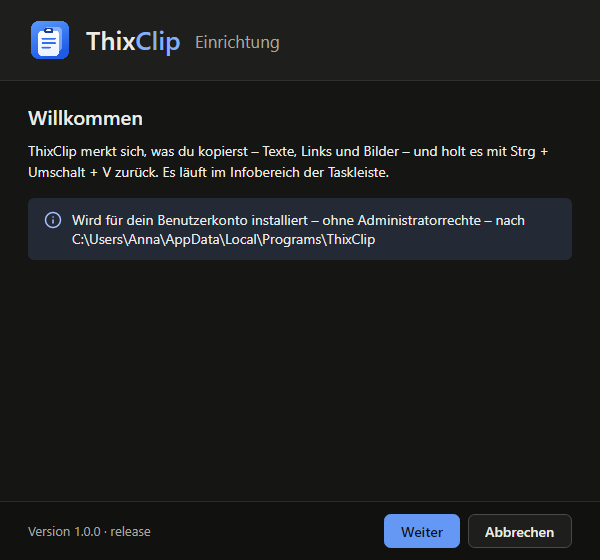 ThixClip Einrichtung
Willkommen
ThixClip merkt sich, was du kopierst – Texte, Links und Bilder – und holt es mit Strg +
Umschalt + V zurück. Es läuft im Infobereich der Taskleiste.
Wird für dein Benutzerkonto installiert – ohne Administratorrechte – nach
C:\Users\Anna\AppData\Local\Programs\ThixClip
Version 1.0.0 · release
Weiter
Abbrechen